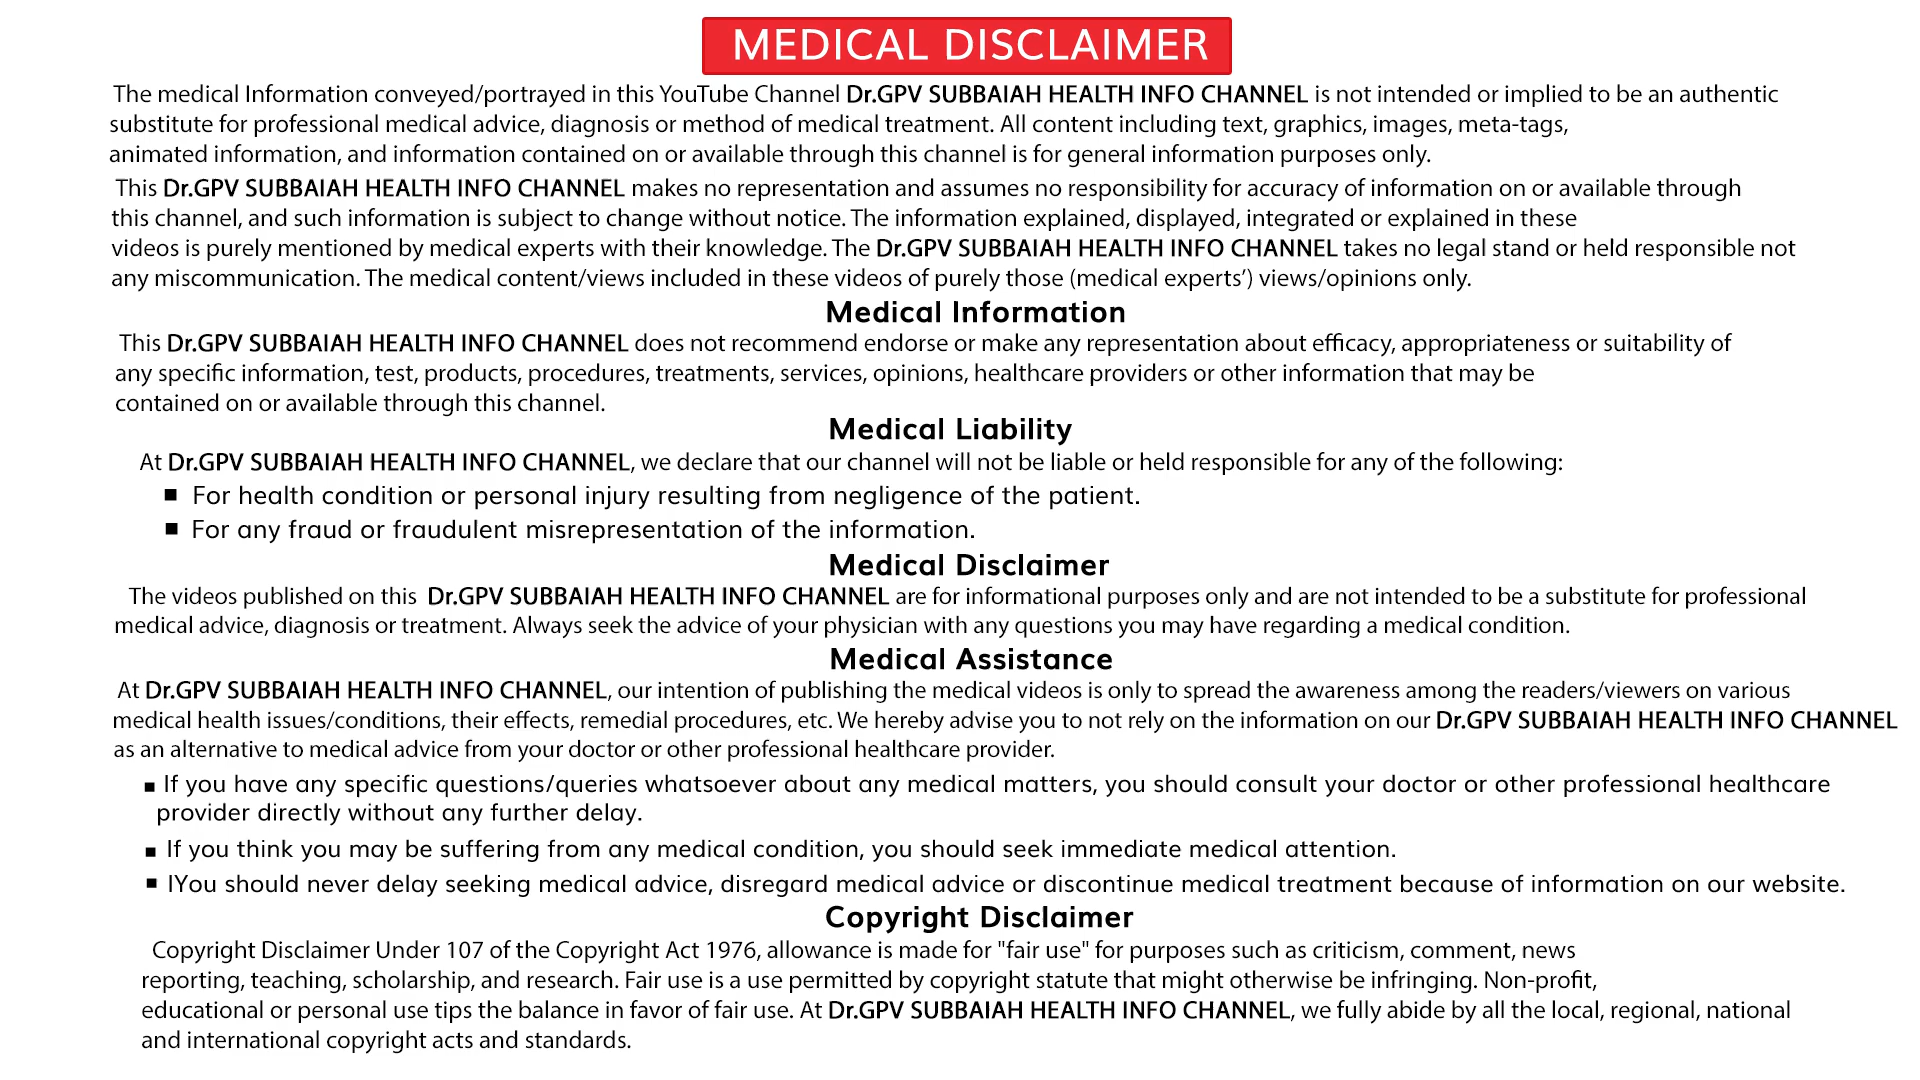 MEDICAL DISCLAIMER
The medical Information conveyed/portrayed in this YouTube Channel Dr.GPV SUBBAIAH HEALTH INFO CHANNEL is not intended or implied to be an authentic
substitute for professional medical advice, diagnosis or method of medical treatment. All content including text, graphics, images, meta-tags,
animated information, and information contained on or available through this channel is for general information purposes only.
This Dr.GPV SUBBAIAH HEALTH INFO CHANNEL makes no representation and assumes no responsibility for accuracy of information on or available through
this channel, and such information is subject to change without notice. The information explained, displayed, integrated or explained in these
videos is purely mentioned by medical experts with their knowledge. The Dr.GPV SUBBAIAH HEALTH INFO CHANNEL takes no legal stand or held responsible not
any miscommunication. The medical content/views included in these videos of purely those (medical experts’) views/opinions only.
Medical Information
This Dr.GPV SUBBAIAH HEALTH INFO CHANNEL does not recommend endorse or make any representation about efficacy, appropriateness or suitability of
any specific information, test, products, procedures, treatments, services, opinions, healthcare providers or other information that may be
contained on or available through this channel.
Medical Liability
At Dr.GPV SUBBAIAH HEALTH INFO CHANNEL, we declare that our channel will not be liable or held responsible for any of the following:
■ For health condition or personal injury resulting from negligence of the patient.
■ For any fraud or fraudulent misrepresentation of the information.
Medical Disclaimer
The videos published on this Dr.GPV SUBBAIAH HEALTH INFO CHANNEL are for informational purposes only and are not intended to be a substitute for professional
medical advice, diagnosis or treatment. Always seek the advice of your physician with any questions you may have regarding a medical condition.
Medical Assistance
At Dr.GPV SUBBAIAH HEALTH INFO CHANNEL, our intention of publishing the medical videos is only to spread the awareness among the readers/viewers on various
medical health issues/conditions, their effects, remedial procedures, etc. We hereby advise you to not rely on the information on our Dr.GPV SUBBAIAH HEALTH INFO CHANNEL
as an alternative to medical advice from your doctor or other professional healthcare provider.
■ If you have any specific questions/queries whatsoever about any medical matters, you should consult your doctor or other professional healthcare
provider directly without any further delay.
■ If you think you may be suffering from any medical condition, you should seek immediate medical attention.
■ IYou should never delay seeking medical advice, disregard medical advice or discontinue medical treatment because of information on our website.
Copyright Disclaimer
Copyright Disclaimer Under 107 of the Copyright Act 1976, allowance is made for "fair use" for purposes such as criticism, comment, news
reporting, teaching, scholarship, and research. Fair use is a use permitted by copyright statute that might otherwise be infringing. Non-profit,
educational or personal use tips the balance in favor of fair use. At Dr.GPV SUBBAIAH HEALTH INFO CHANNEL, we fully abide by all the local, regional, national
and international copyright acts and standards.